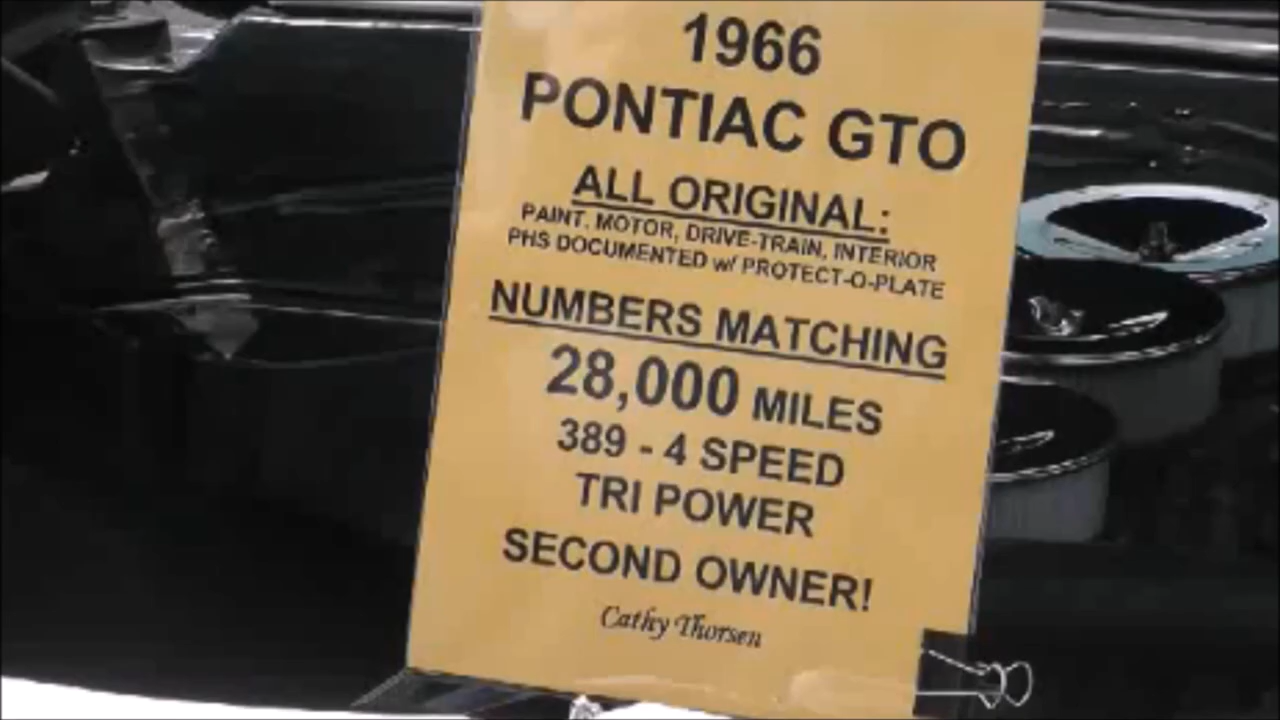 1966
PONTIAC GTO
ALL ORIGINAL:
PAINT, MOTOR, DRIVE-TRAIN, INTERIOR
PHS DOCUMENTED w/ PROTECT-O-PLATE
NUMBERS MATCHING
28,000 MILES
389 - 4 SPEED
TRI POWER
SECOND OWNER!
Cathy Thorsen